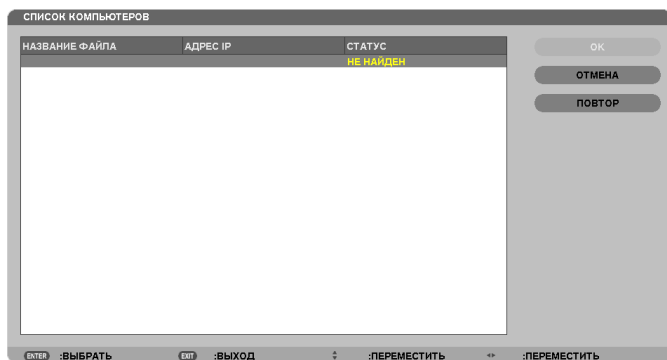 СПИСОК КОМПЬЮТЕРОВ
НАЗВАНИЕ ФАЙЛА АДРЕС IP СТАТУС
НЕ НАЙДЕН
OK
ОТМЕНА
ПОВТОР
ENTER :ВЫБРАТЬ EXIT :ВЫХОД :ПЕРЕМЕСТИТЬ :ПЕРЕМЕСТИТЬ